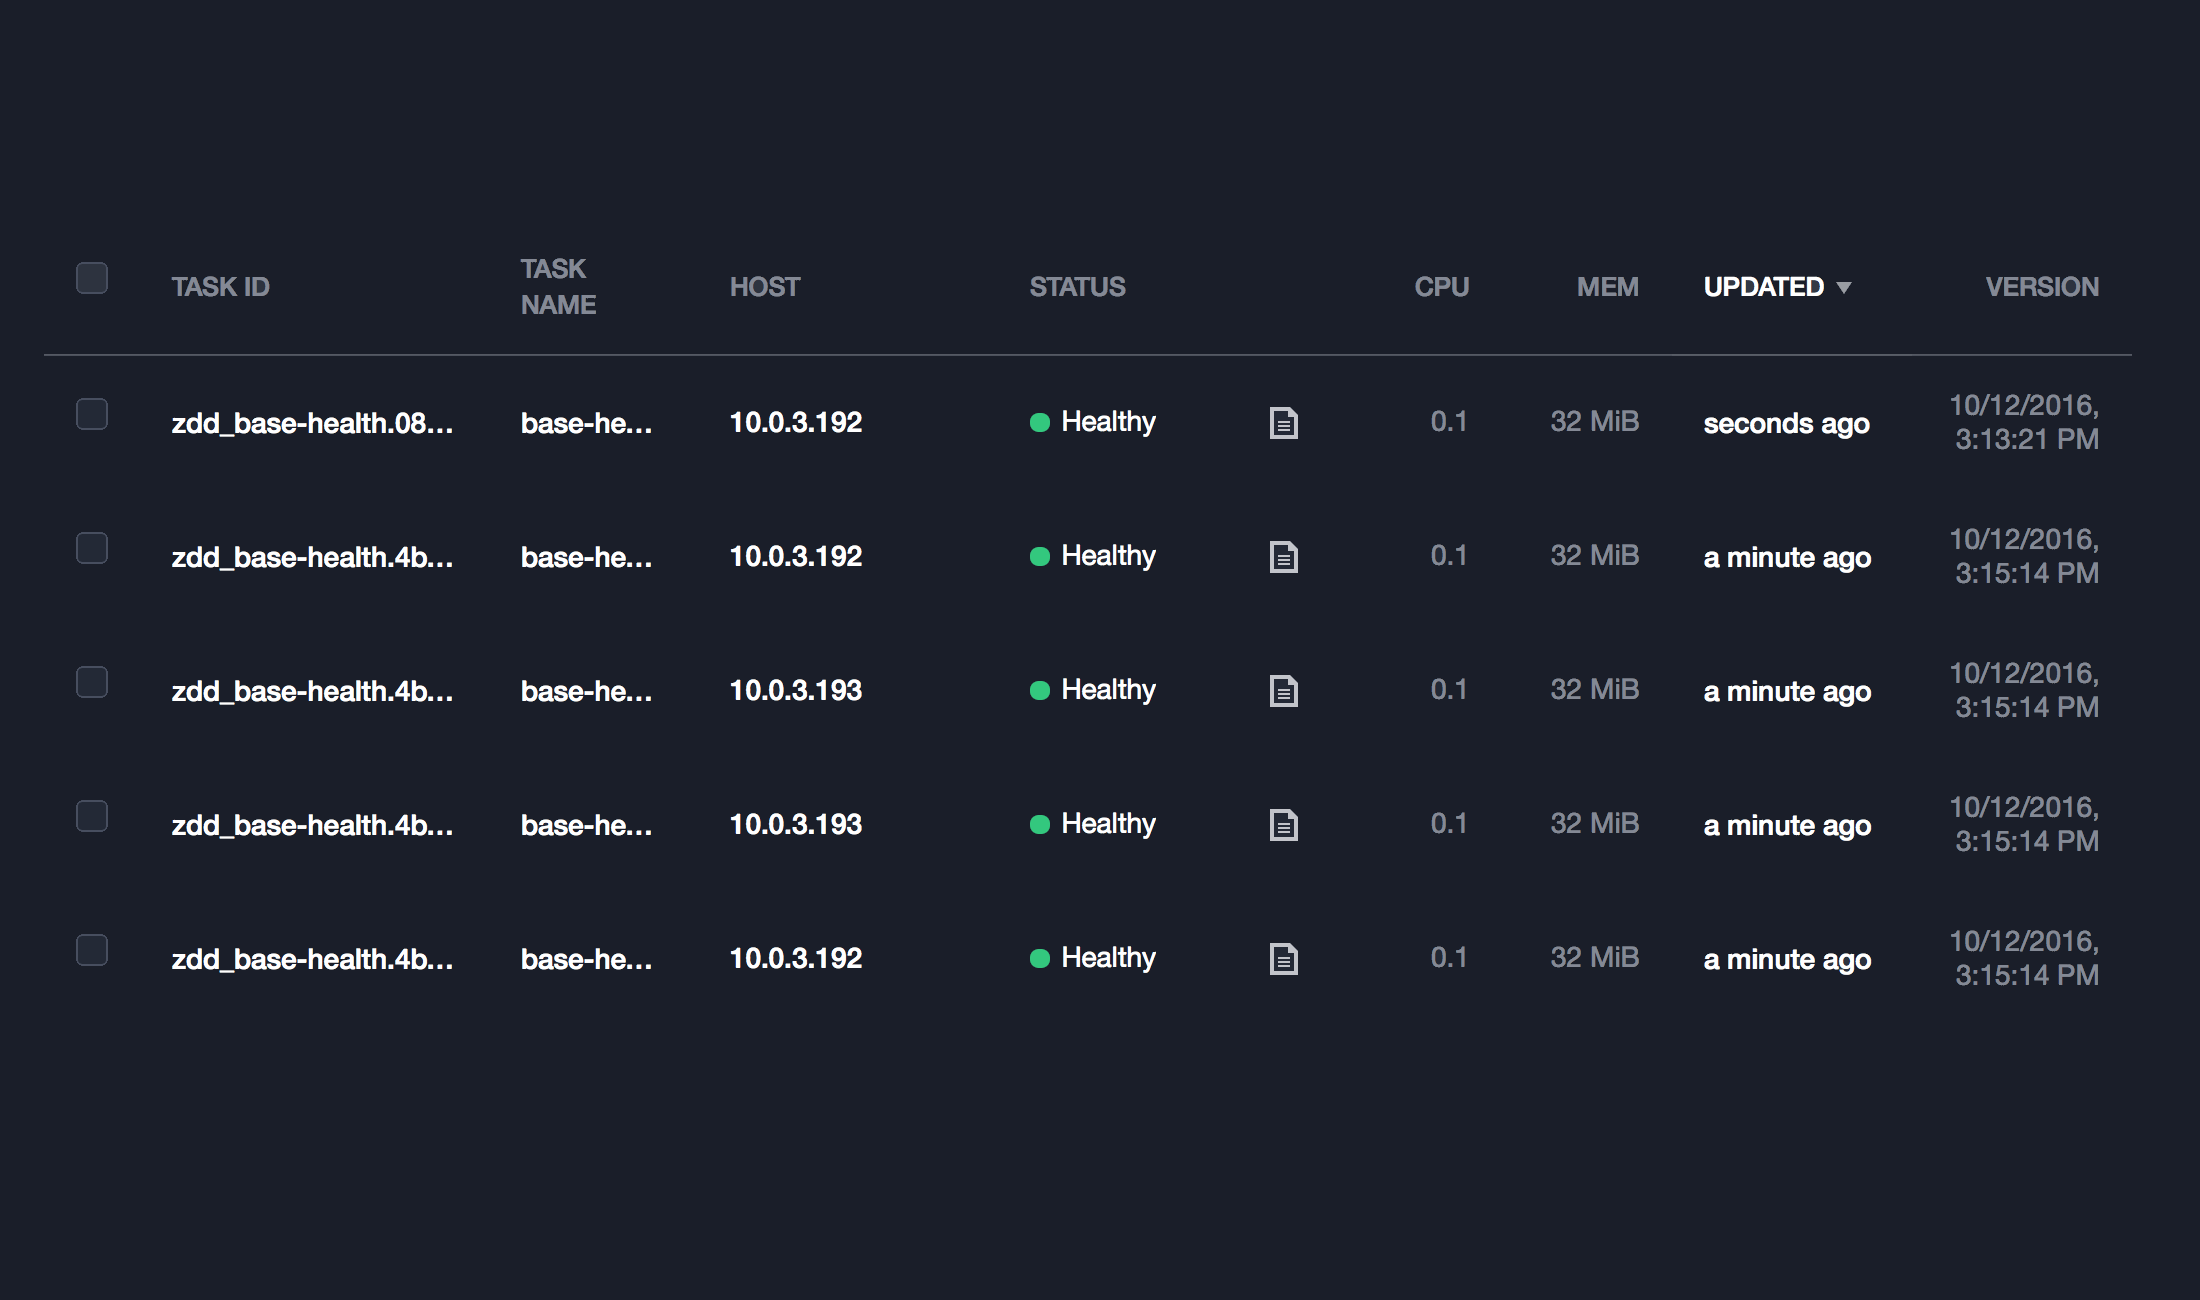 TASK ID TASK NAME HOST STATUS CPU MEM UPDATED VERSION
zdd_base-health.08... base-he... 10.0.3.192 Healthy 0.1 32 MiB seconds ago 10/12/2016, 3:13:21 PM
zdd_base-health.4b... base-he... 10.0.3.192 Healthy 0.1 32 MiB a minute ago 10/12/2016, 3:15:14 PM
zdd_base-health.4b... base-he... 10.0.3.193 Healthy 0.1 32 MiB a minute ago 10/12/2016, 3:15:14 PM
zdd_base-health.4b... base-he... 10.0.3.193 Healthy 0.1 32 MiB a minute ago 10/12/2016, 3:15:14 PM
zdd_base-health.4b... base-he... 10.0.3.192 Healthy 0.1 32 MiB a minute ago 10/12/2016, 3:15:14 PM